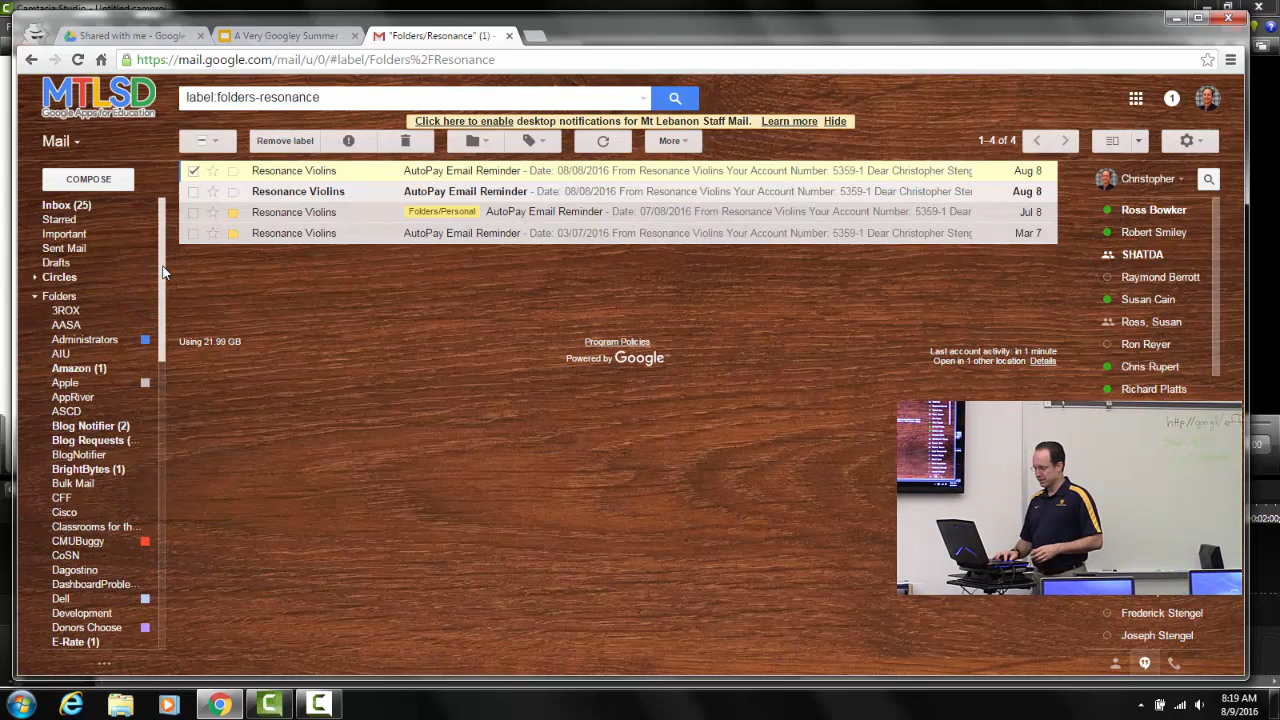 Camtasia Studio - Untitled.camproj
Shared with me - Google
A Very Googley Summer
"Folders/Resonance" (1) -
https://mail.google.com/mail/u/0/#label/Folders%2FResonance
MTLSD
Google Apps for Education
label:folders-resonance
1
Click here to enable desktop notifications for Mt Lebanon Staff Mail. Learn more Hide
Mail
Remove label
More
1–4 of 4
COMPOSE
Resonance Violins AutoPay Email Reminder - Date: 08/08/2016 From Resonance Violins Your Account Number: 5359-1 Dear Christopher Steng Aug 8
Resonance Violins AutoPay Email Reminder - Date: 08/08/2016 From Resonance Violins Your Account Number: 5359-1 Dear Christopher Steng Aug 8
Resonance Violins Folders/Personal AutoPay Email Reminder - Date: 07/08/2016 From Resonance Violins Your Account Number: 5359-1 Dear Jul 8
Resonance Violins AutoPay Email Reminder - Date: 03/07/2016 From Resonance Violins Your Account Number: 5359-1 Dear Christopher Steng Mar 7
Inbox (25)
Starred
Important
Sent Mail
Drafts
Circles
Folders
3ROX
AASA
Administrators
AIU
Amazon (1)
Apple
AppRiver
ASCD
Blog Notifier (2)
Blog Requests (...
BlogNotifier
BrightBytes (1)
Bulk Mail
CFF
Cisco
Classrooms for th...
CMUBuggy
CoSN
Dagostino
DashboardProble...
Dell
Development
Donors Choose
E-Rate (1)
Using 21.99 GB
Program Policies
Powered by Google
Last account activity: in 1 minute
Open in 1 other location Details
Christopher
Ross Bowker
Robert Smiley
SHATDA
Raymond Berrott
Susan Cain
Ross, Susan
Ron Reyer
Chris Rupert
Richard Platts
Frederick Stengel
Joseph Stengel
0:02:00;
8:19 AM
8/9/2016